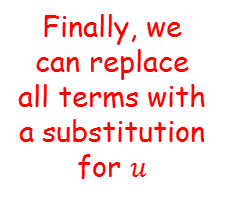 Finally, we
can replace
all terms with
a substitution
for u